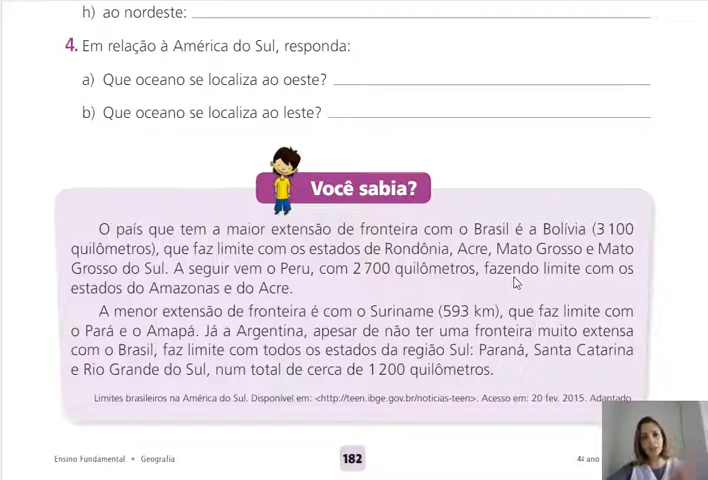 h) ao nordeste:
4. Em relação à América do Sul, responda:
a) Que oceano se localiza ao oeste?
b) Que oceano se localiza ao leste?
Você sabia?
O país que tem a maior extensão de fronteira com o Brasil é a Bolívia (3 100
quilômetros), que faz limite com os estados de Rondônia, Acre, Mato Grosso e Mato
Grosso do Sul. A seguir vem o Peru, com 2 700 quilômetros, fazendo limite com os
estados do Amazonas e do Acre.
A menor extensão de fronteira é com o Suriname (593 km), que faz limite com
o Pará e o Amapá. Já a Argentina, apesar de não ter uma fronteira muito extensa
com o Brasil, faz limite com todos os estados da região Sul: Paraná, Santa Catarina
e Rio Grande do Sul, num total de cerca de 1 200 quilômetros.
Limites brasileiros na América do Sul. Disponível em: <http://teen.ibge.gov.br/noticias-teen>. Acesso em: 20 fev. 2015. Adaptado
Ensino Fundamental • Geografia
182
4º ano